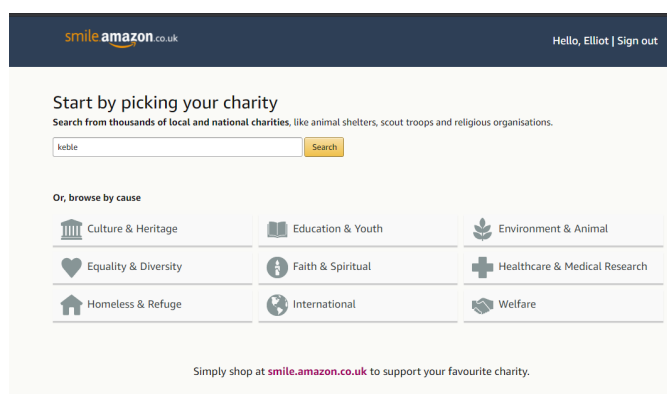 smile.amazon.co.uk
Hello, Elliot | Sign out
Start by picking your charity
Search from thousands of local and national charities, like animal shelters, scout troops and religious organisations.
keble Search
Or, browse by cause
Culture & Heritage Education & Youth Environment & Animal
Equality & Diversity Faith & Spiritual Healthcare & Medical Research
Homeless & Refuge International Welfare
Simply shop at smile.amazon.co.uk to support your favourite charity.